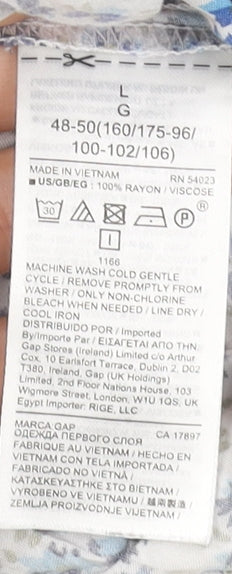 L
G
48-50(160/175-96/
100-102/106)
MADE IN VIETNAM RN 54023
■ US/GB/EG : 100% RAYON / VISCOSE
30
P ®
I
1166
MACHINE WASH COLD GENTLE
CYCLE / REMOVE PROMPTLY FROM
WASHER / ONLY NON-CHLORINE
BLEACH WHEN NEEDED / LINE DRY /
COOL IRON
DISTRIBUIDO POR / Imported
By/Importe Par / ΕΙΣΑΓΕΤΑΙ ΑΠΟ ΤΗΝ
Gap Stores (Ireland) Limited c/o Arthur
Cox, 10 Earlsfort Terrace, Dublin 2, D02
T380, Ireland, Gap (UK Holdings)
Limited, 2nd Floor Nations House, 103
Wigmore Street, London, W1U 1QS, UK
Egypt Importer: RIGE, LLC
MARCA GAP CA 17897
ОДЕЖДА ПЕРВОГО СЛОЯ
FABRIQUE AU VIETNAM / HECHO EN
VIETNAM CON TELA IMPORTADA /
FABRICADO NO VIETNÃ /
ΚΑΤΑΣΚΕΥΑΣΤΗΚΕ ΣΤΟ ΒΙΕΤΝΑΜ /
VYROBENO VE VIETNAMU / 越南製造 /
ZEMLJA PROIZVODNJE VIJETNAM /